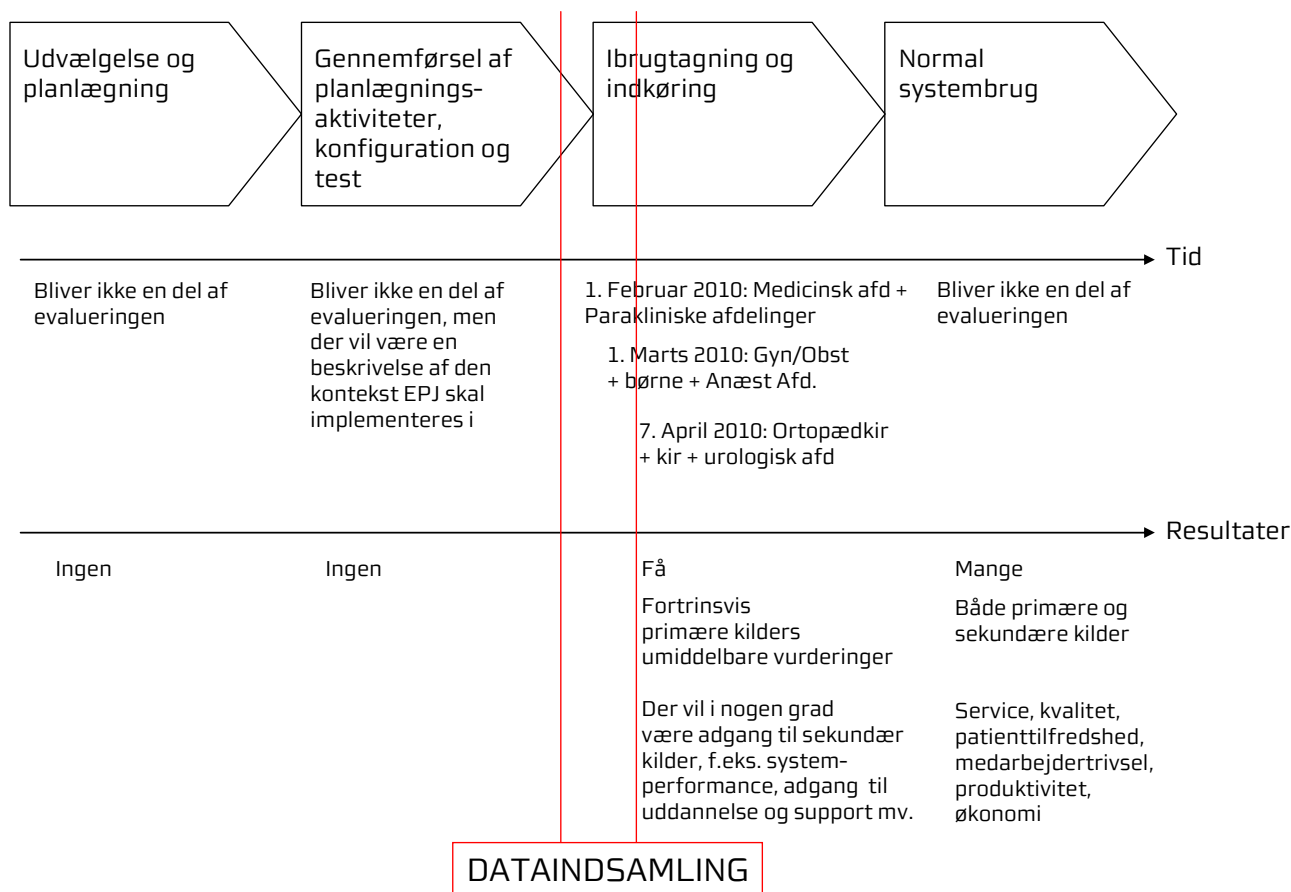 Udvælgelse og
planlægning
Gennemførsel af
planlægnings-
aktiviteter,
konfiguration og
test
Ibrugtagning og
indkøring
Normal
systembrug
Tid
Bliver ikke en del af
evalueringen
Bliver ikke en del af
evalueringen, men
der vil være en
beskrivelse af den
kontekst EPJ skal
implementeres i
1. Februar 2010: Medicinsk afd +
Parakliniske afdelinger
1. Marts 2010: Gyn/Obst
+ børne + Anæst Afd.
7. April 2010: Ortopædkir
+ kir + urologisk afd
Bliver ikke en del af
evalueringen
Resultater
Ingen
Ingen
Få
Fortrinsvis
primære kilders
umiddelbare vurderinger
Der vil i nogen grad
være adgang til sekundær
kilder, f.eks. system-
performance, adgang til
uddannelse og support mv.
Mange
Både primære og
sekundære kilder
Service, kvalitet,
patienttilfredshed,
medarbejdertrivsel,
produktivitet,
økonomi
DATAINDSAMLING